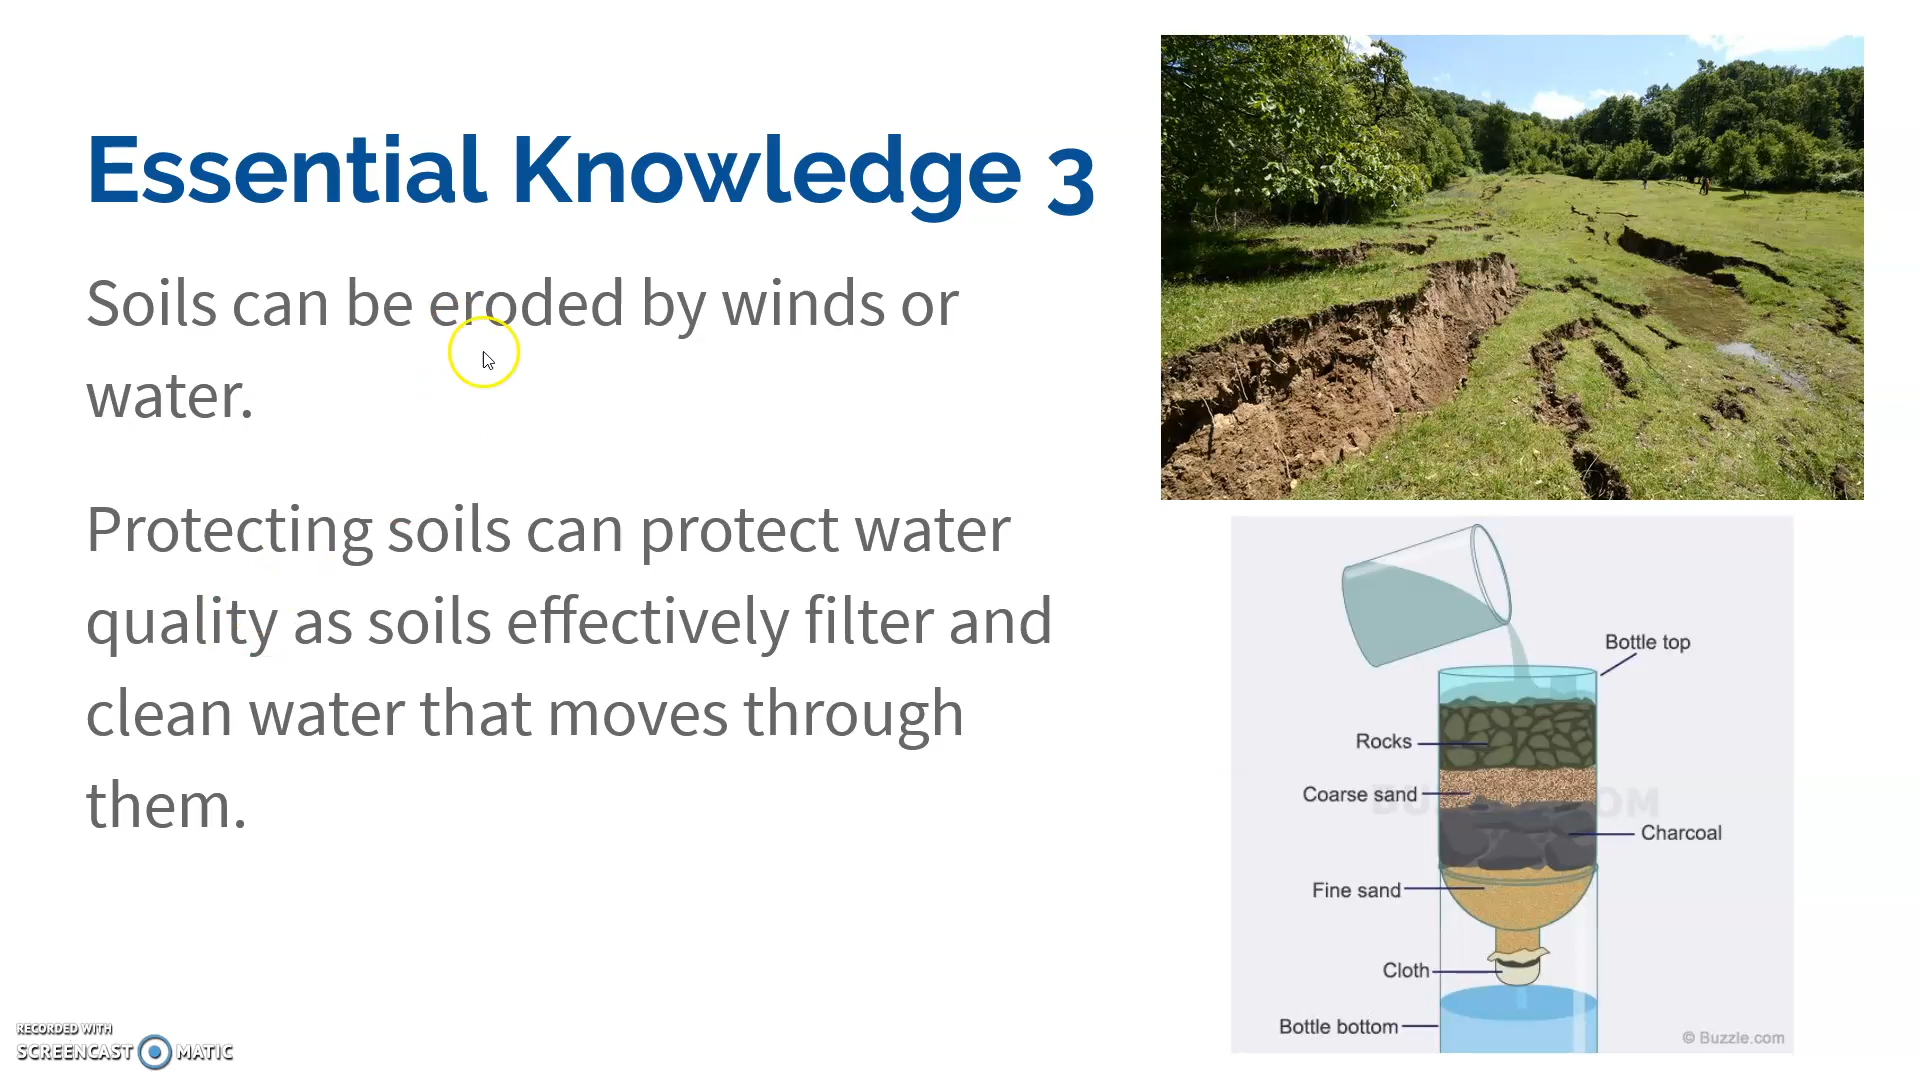 Essential Knowledge 3
Soils can be eroded by winds or
water.
Protecting soils can protect water
quality as soils effectively filter and
clean water that moves through
them.
Bottle top
Rocks
Coarse sand
Charcoal
Fine sand
Cloth
Bottle bottom
© Buzzle.com
RECORDED WITH
SCREENCAST MATIC